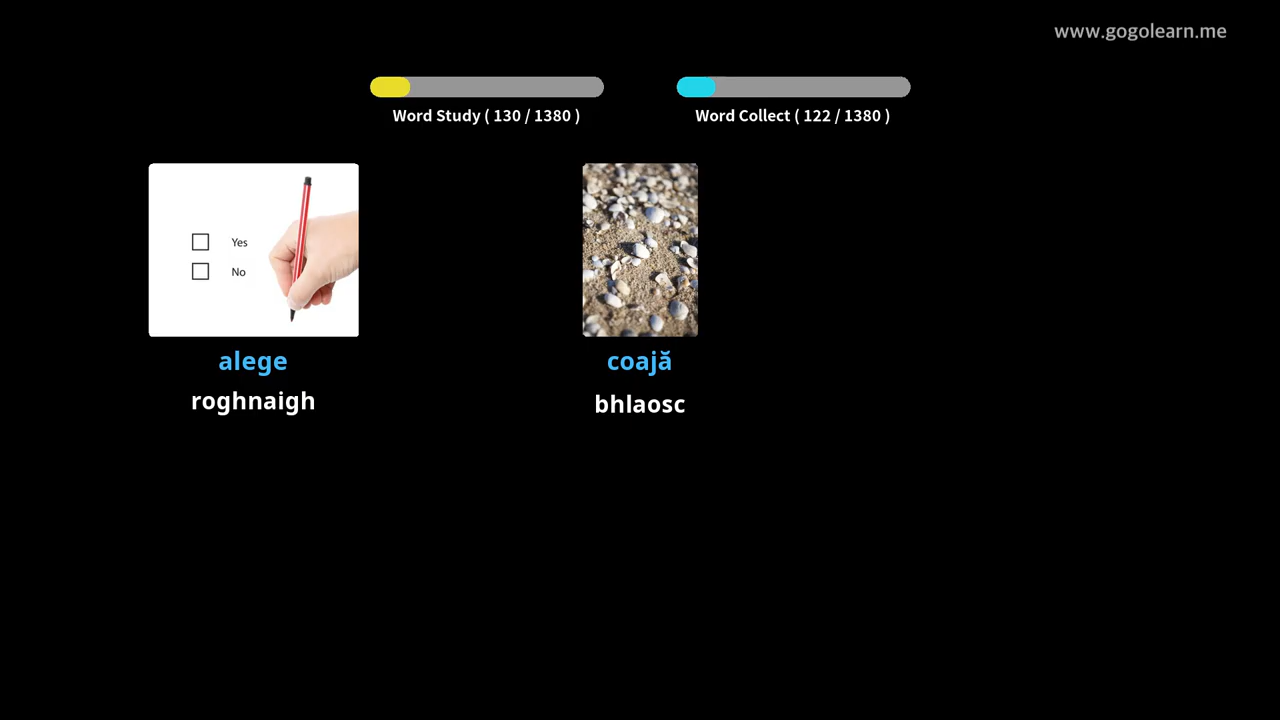 www.gogolearn.me
Word Study ( 130 / 1380 )
Word Collect ( 122 / 1380 )
Yes
No
alege
roghnaigh
coajă
bhlaosc